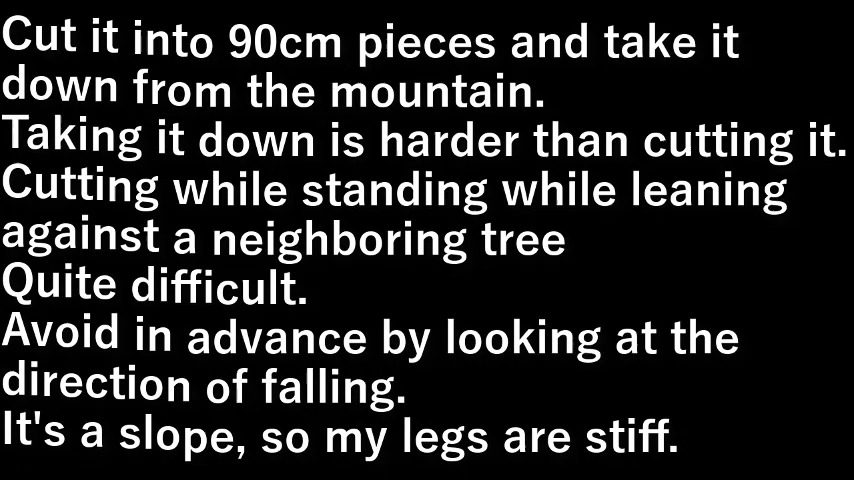 Cut it into 90cm pieces and take it
down from the mountain.
Taking it down is harder than cutting it.
Cutting while standing while leaning
against a neighboring tree
Quite difficult.
Avoid in advance by looking at the
direction of falling.
It's a slope, so my legs are stiff.